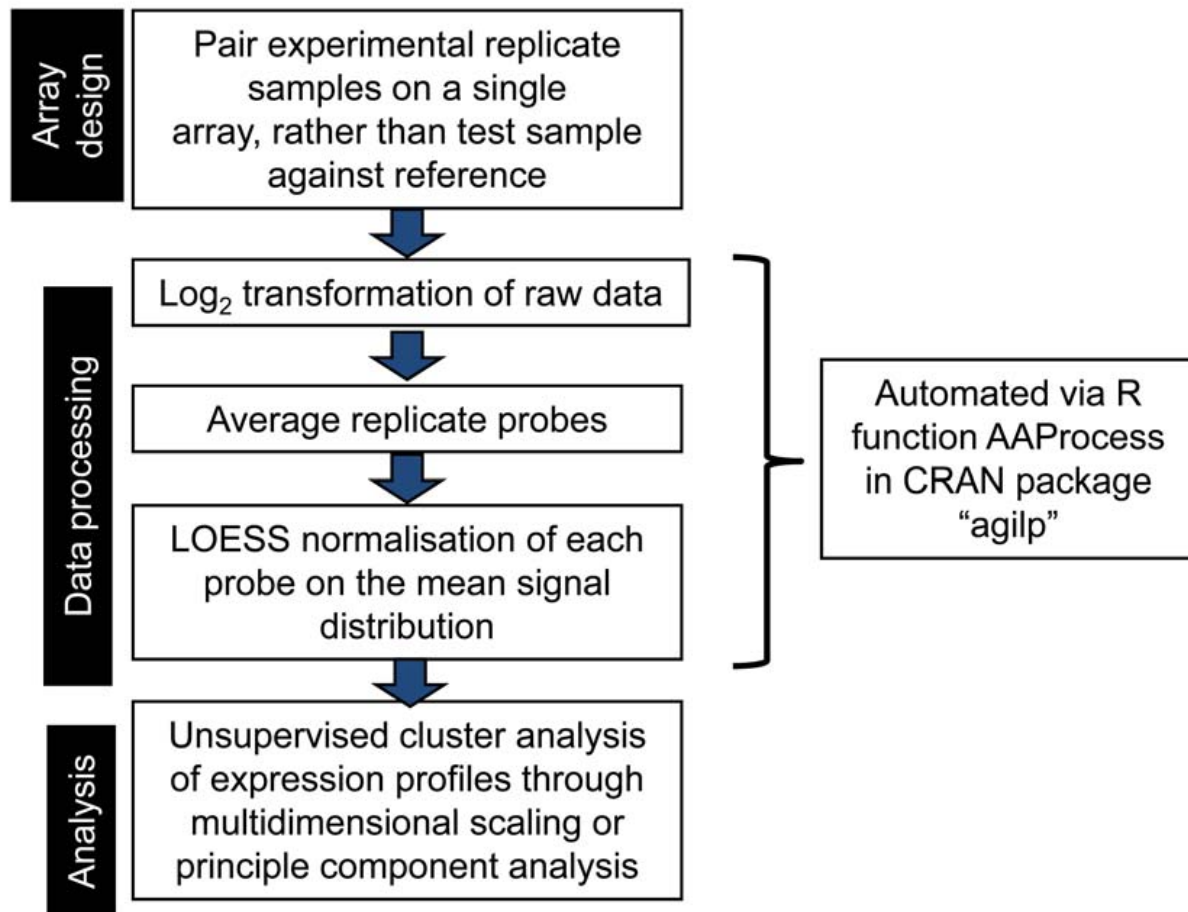 Array
design
Pair experimental replicate
samples on a single
array, rather than test sample
against reference
Data processing
Log₂ transformation of raw data
Average replicate probes
LOESS normalisation of each
probe on the mean signal
distribution
Automated via R
function AAProcess
in CRAN package
“agilp”
Analysis
Unsupervised cluster analysis
of expression profiles through
multidimensional scaling or
principle component analysis